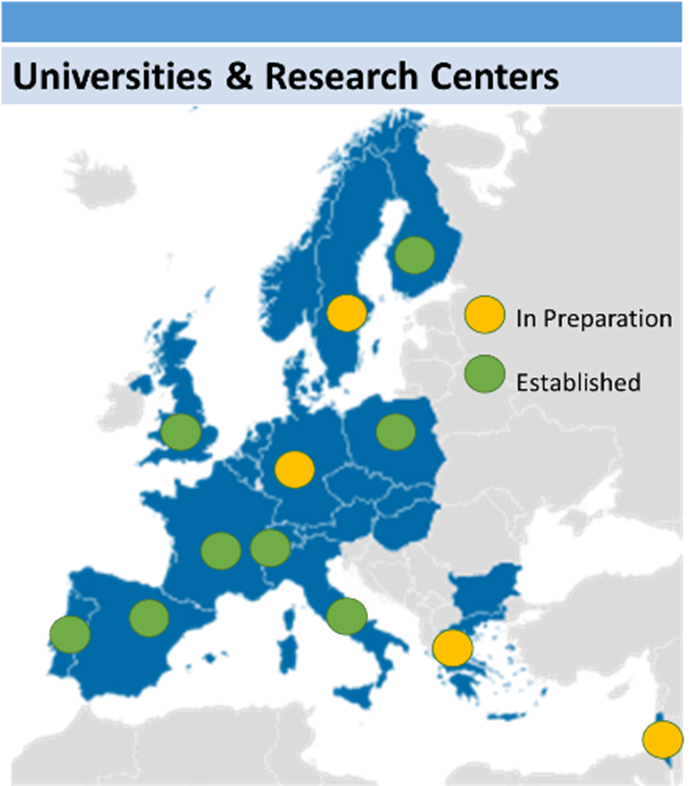 Universities & Research Centers
In Preparation
Established